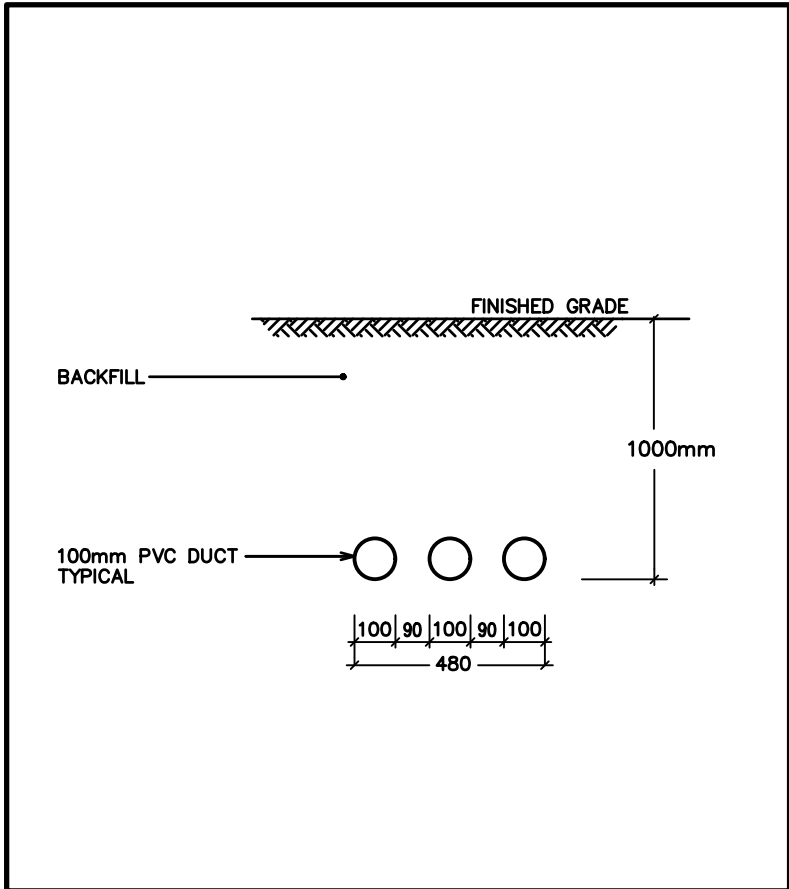 FINISHED GRADE
BACKFILL
1000mm
100mm PVC DUCT
TYPICAL
100 90 100 90 100
480